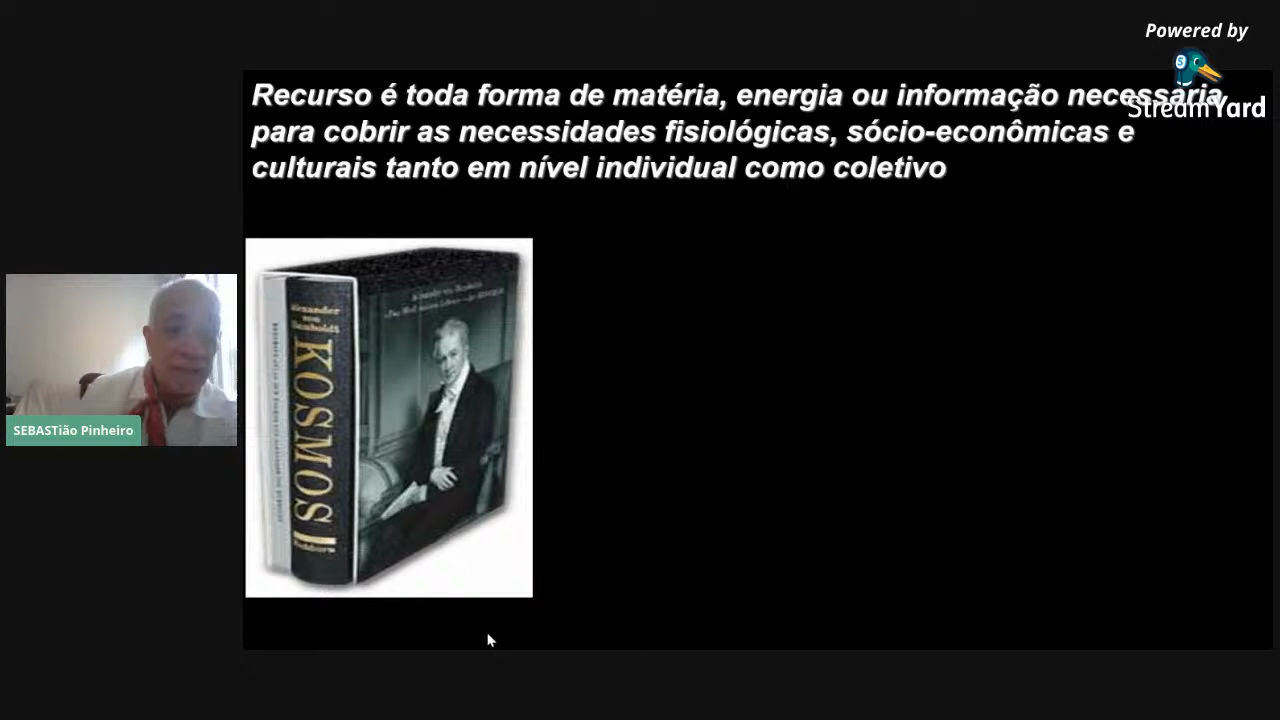 Powered by
StreamYard
Recurso é toda forma de matéria, energia ou informação necessária
para cobrir as necessidades fisiológicas, sócio-econômicas e
culturais tanto em nível individual como coletivo
Alexander
von
Humboldt
KOSMOS
SEBASTião Pinheiro